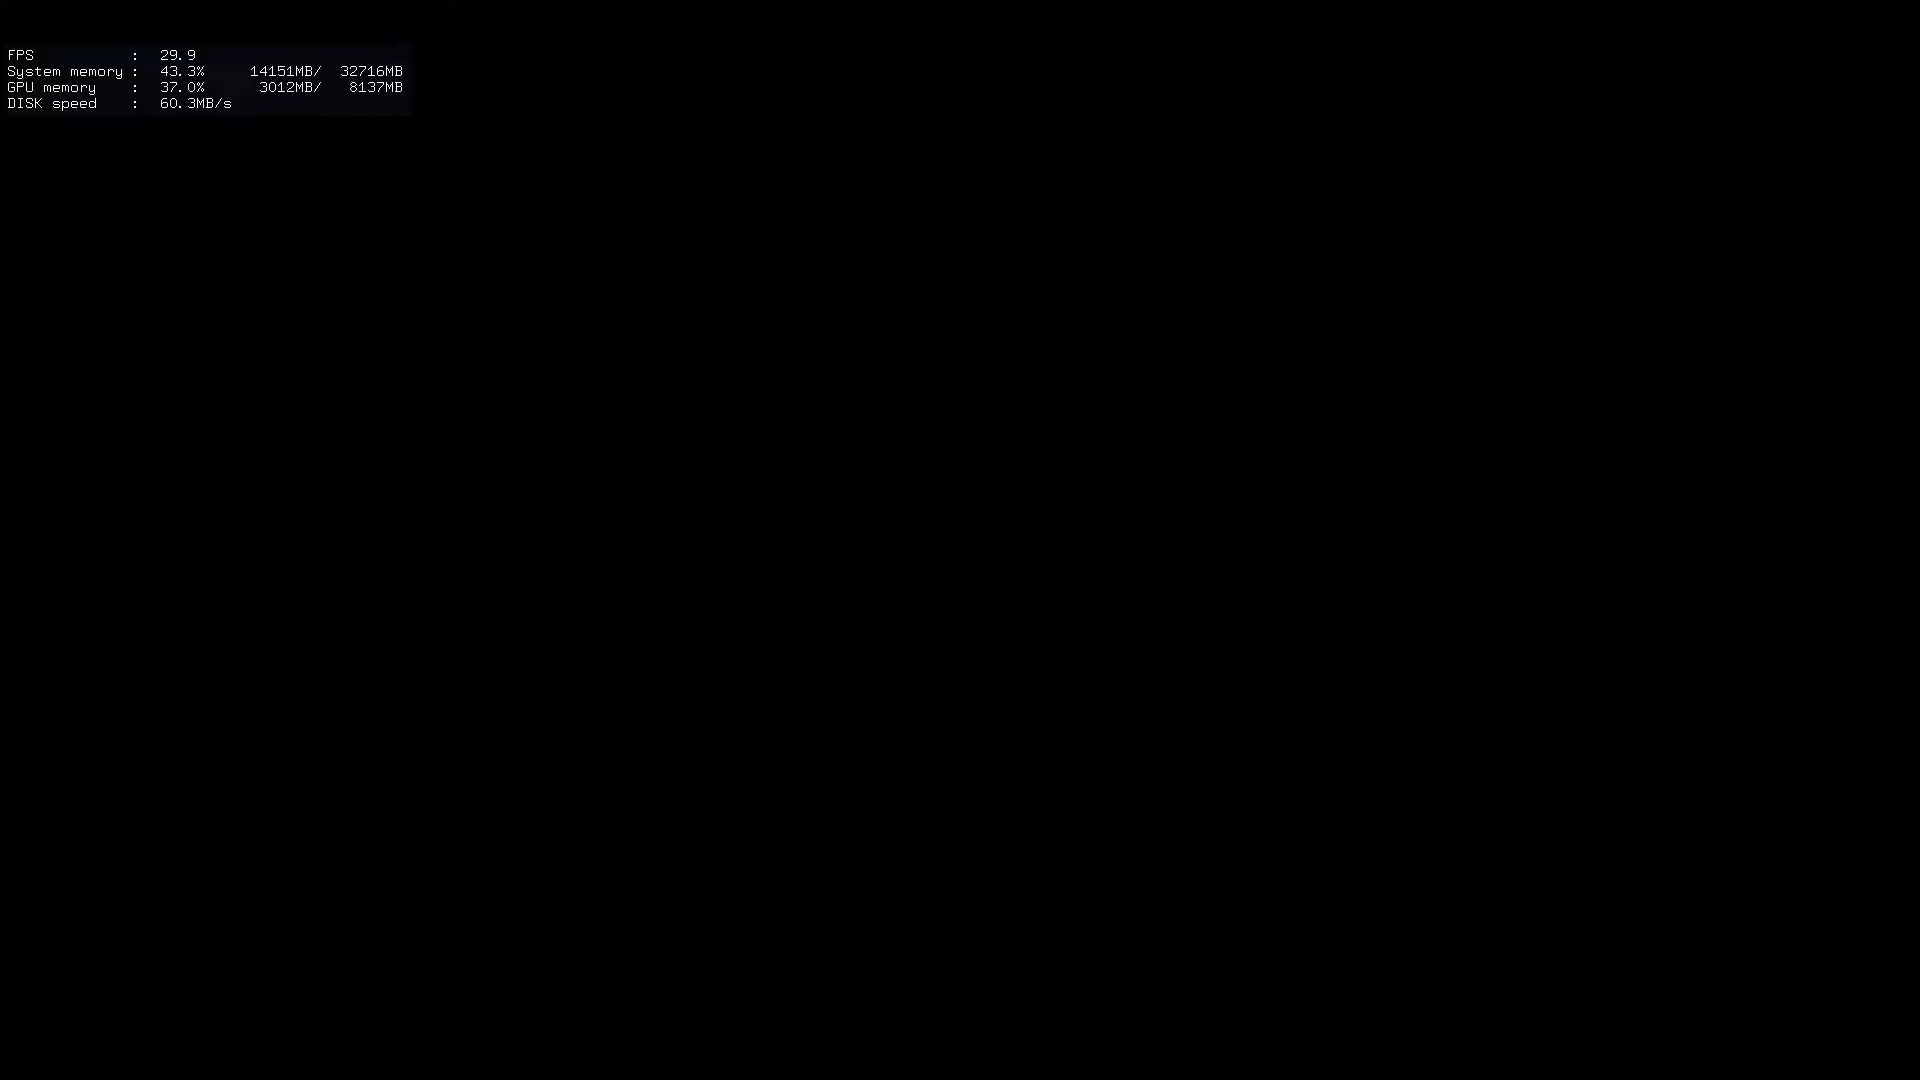 FPS : 29.9
System memory : 43.3% 14151MB/ 32716MB
GPU memory : 37.0% 3012MB/ 8137MB
DISK speed : 60.3MB/s